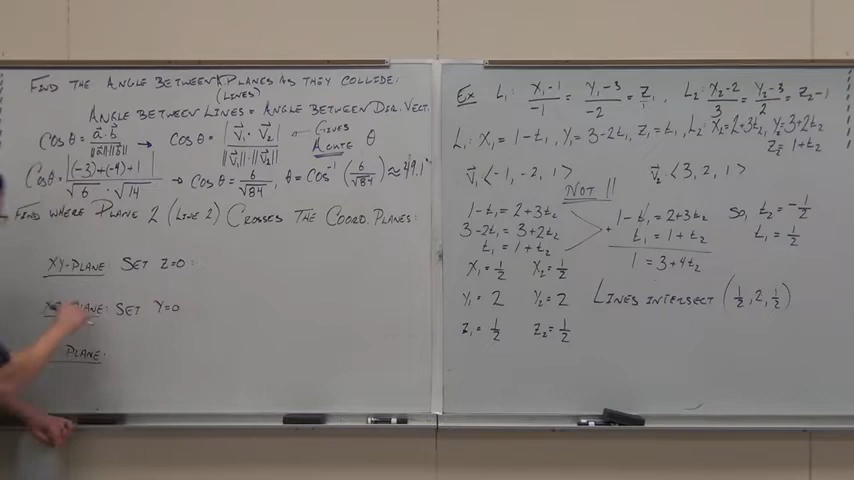 FIND THE ANGLE BETWEEN PLANES AS THEY COLLIDE:
(LINES)
ANGLE BETWEEN LINES = ANGLE BETWEEN DIR. VECT.
COS θ = a⃗·b⃗ / ||a⃗||||b⃗|| → COS θ = |v⃗₁·v⃗₂| / ||v⃗₁||·||v⃗₂|| ← GIVES ACUTE θ
COS θ = |(-3)+(-4)+1| / √6·√14 → COS θ = 6/√84, θ = COS⁻¹(6/√84) ≈ 49.1°
FIND WHERE PLANE 2 (LINE 2) CROSSES THE COORD. PLANES:
XY-PLANE: SET Z=0:
PLANE: SET Y=0
PLANE:
Ex L₁: X₁-1/-1 = Y₁-3/-2 = Z₁/1, L₂: X₂-2/3 = Y₂-3/2 = Z₂-1
L₁: X₁=1-t₁, Y₁=3-2t₁, Z₁=t₁, L₂: X₂=2+3t₂, Y₂=3+2t₂
Z₂=1+t₂
v⃗₁<-1, -2, 1> v⃗₂<3, 2, 1>
NOT ||
1-t₁=2+3t₂
3-2t₁=3+2t₂
t₁=1+t₂
1-t₁=2+3t₂
+ t₁=1+t₂
1=3+4t₂
SO, t₂=-1/2
t₁=1/2
X₁=1/2 X₂=1/2
Y₁=2 Y₂=2
Z₁=1/2 Z₂=1/2
LINES INTERSECT (1/2, 2, 1/2)